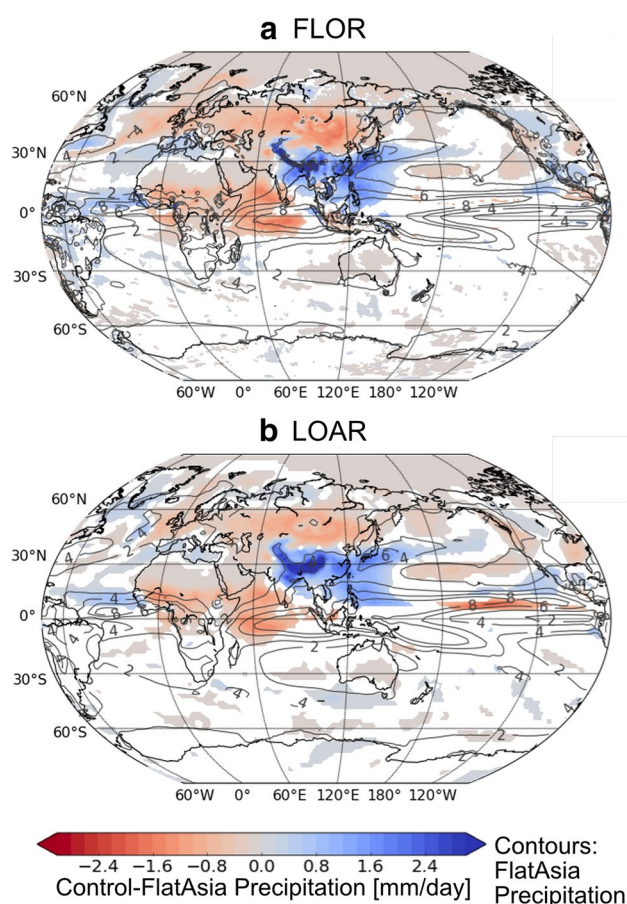 a FLOR
60°N
30°N
0°
30°S
60°S
60°W 0° 60°E 120°E 180° 120°W
b LOAR
60°N
30°N
0°
30°S
60°S
60°W 0° 60°E 120°E 180° 120°W
−2.4 −1.6 −0.8 0.0 0.8 1.6 2.4
Control-FlatAsia Precipitation [mm/day]
Contours:
FlatAsia
Precipitation